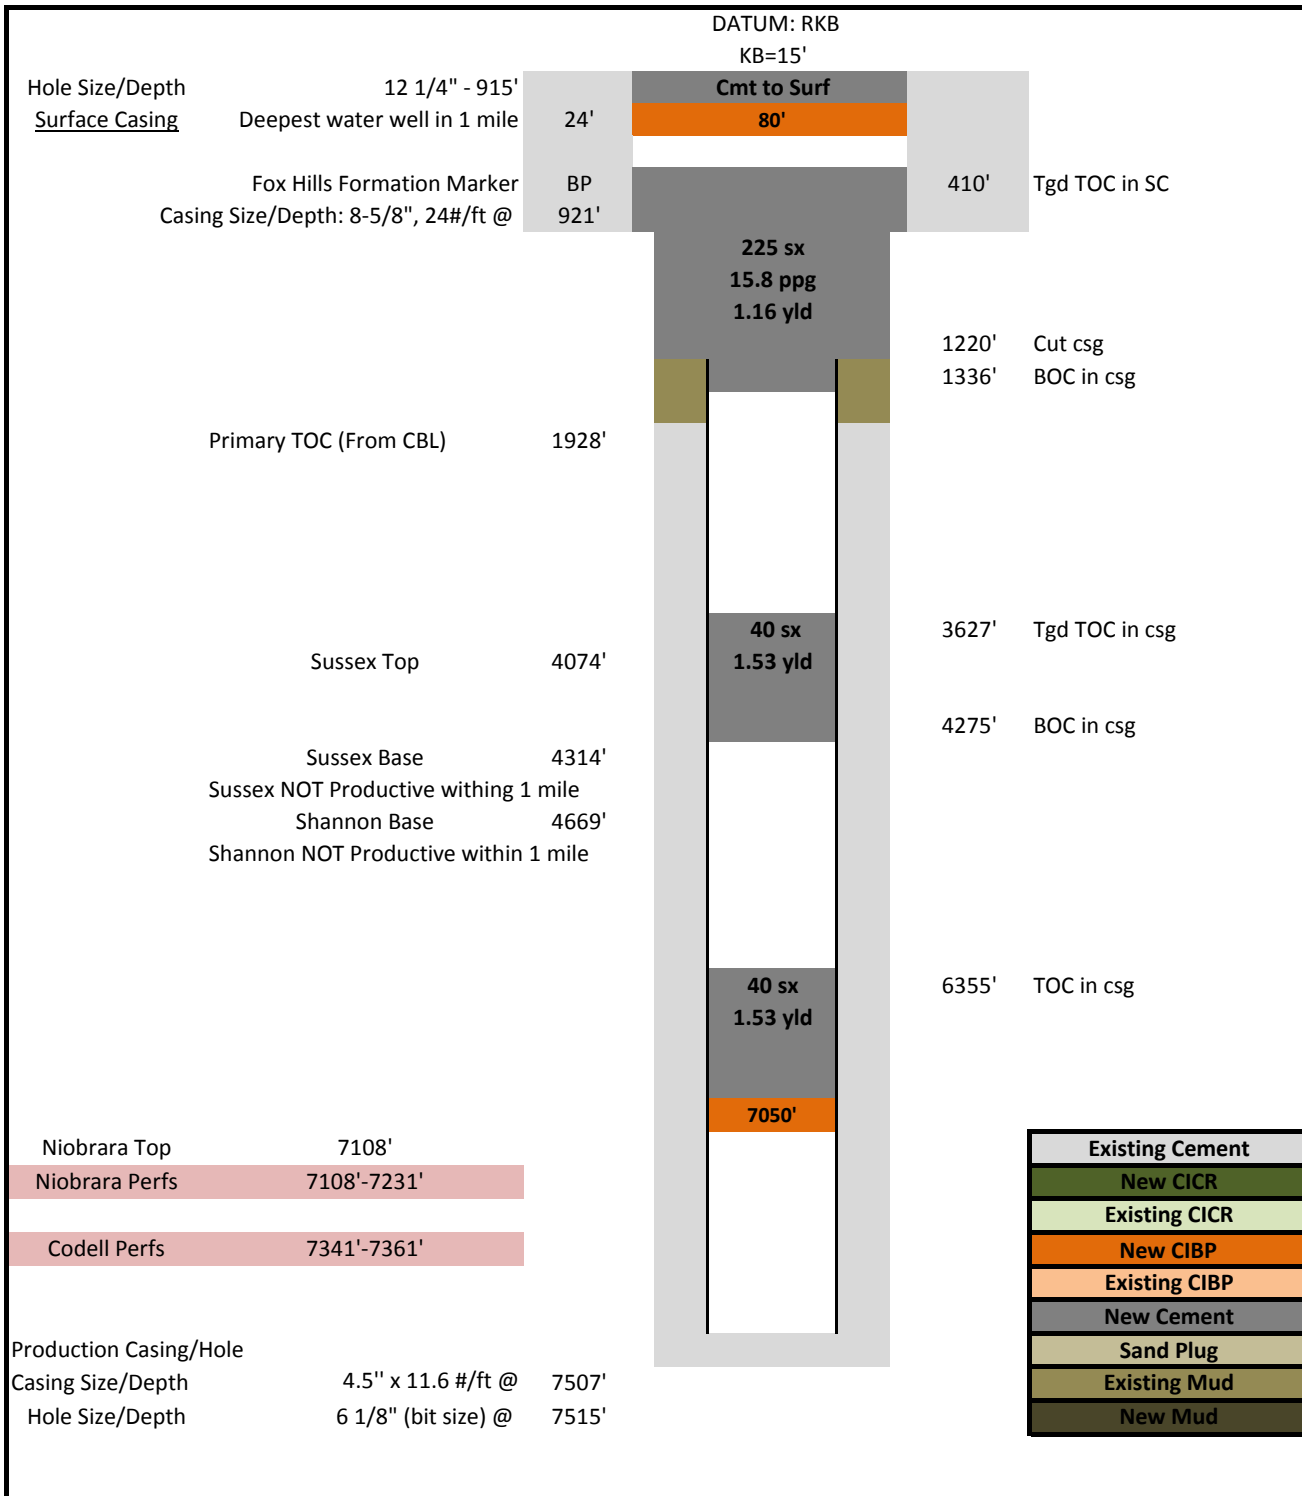 DATUM: RKB
KB=15'
Hole Size/Depth 12 1/4" - 915' Cmt to Surf
Surface Casing Deepest water well in 1 mile 24' 80'
Fox Hills Formation Marker BP 410' Tgd TOC in SC
Casing Size/Depth: 8-5/8", 24#/ft @ 921'
225 sx
15.8 ppg
1.16 yld
1220' Cut csg
1336' BOC in csg
Primary TOC (From CBL) 1928'
40 sx 3627' Tgd TOC in csg
Sussex Top 4074' 1.53 yld
4275' BOC in csg
Sussex Base 4314'
Sussex NOT Productive withing 1 mile
Shannon Base 4669'
Shannon NOT Productive within 1 mile
40 sx 6355' TOC in csg
1.53 yld
7050'
Niobrara Top 7108' Existing Cement
Niobrara Perfs 7108'-7231' New CICR
Existing CICR
Codell Perfs 7341'-7361' New CIBP
Existing CIBP
New Cement
Production Casing/Hole Sand Plug
Casing Size/Depth 4.5'' x 11.6 #/ft @ 7507' Existing Mud
Hole Size/Depth 6 1/8" (bit size) @ 7515' New Mud